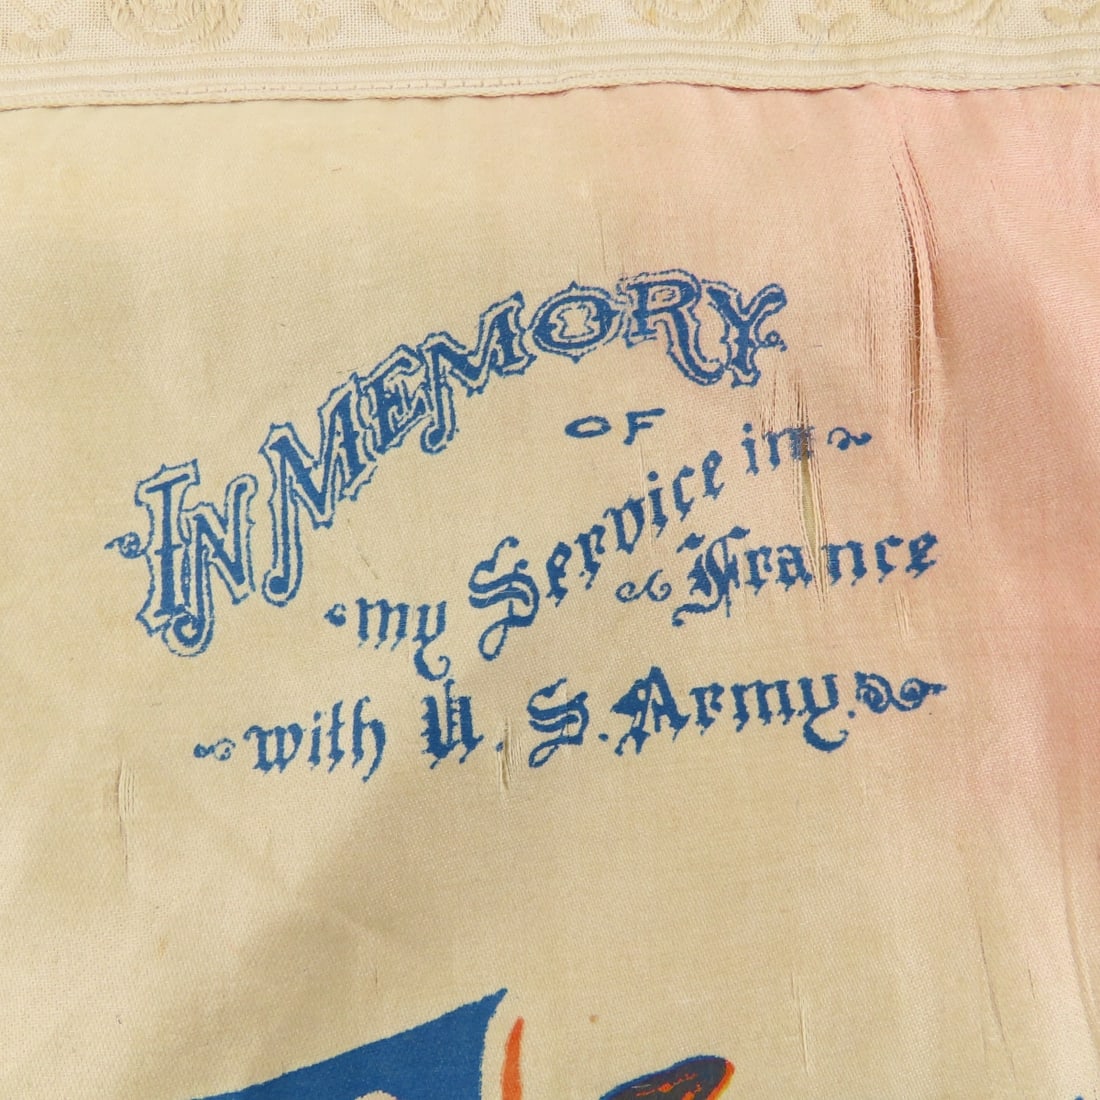 IN MEMORY
OF
my Service in
France
with U.S. Army.